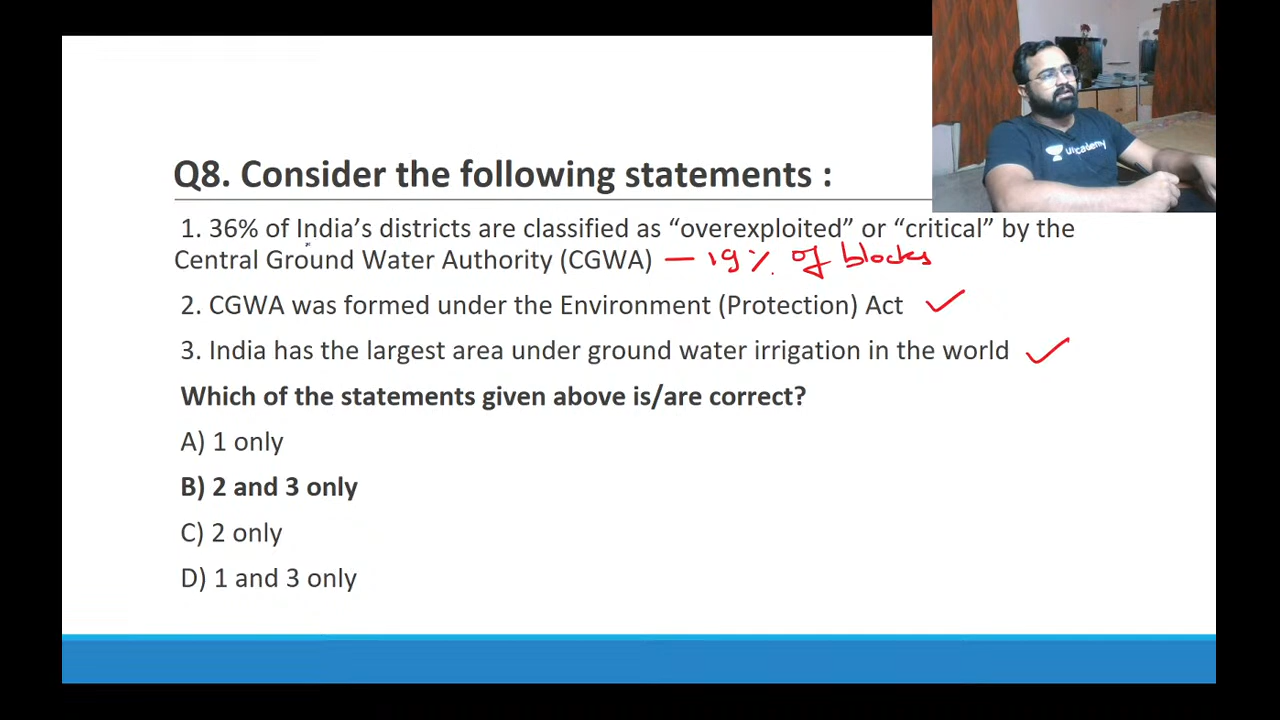 Q8. Consider the following statements :
1. 36% of India's districts are classified as “overexploited” or “critical” by the
Central Ground Water Authority (CGWA) — 19% of blocks
2. CGWA was formed under the Environment (Protection) Act
3. India has the largest area under ground water irrigation in the world
Which of the statements given above is/are correct?
A) 1 only
B) 2 and 3 only
C) 2 only
D) 1 and 3 only
unacademy